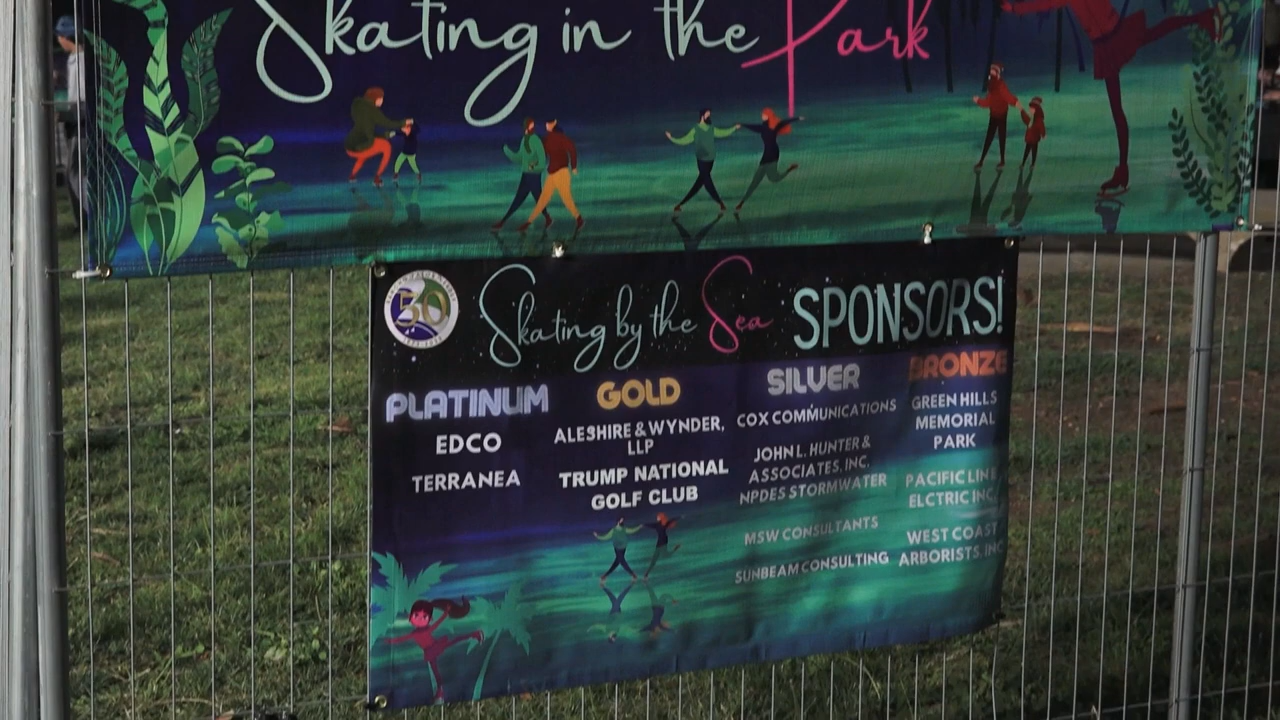 Skating in the Park
50
Skating by the Sea SPONSORS!
PLATINUM
EDCO
TERRANEA
GOLD
ALESHIRE & WYNDER,
LLP
TRUMP NATIONAL
GOLF CLUB
SILVER
COX COMMUNICATIONS
JOHN L. HUNTER &
ASSOCIATES, INC.
NPDES STORMWATER
MSW CONSULTANTS
SUNBEAM CONSULTING
BRONZE
GREEN HILLS
MEMORIAL
PARK
PACIFIC LINE
ELCTRIC INC.
WEST COAST
ARBORISTS, INC